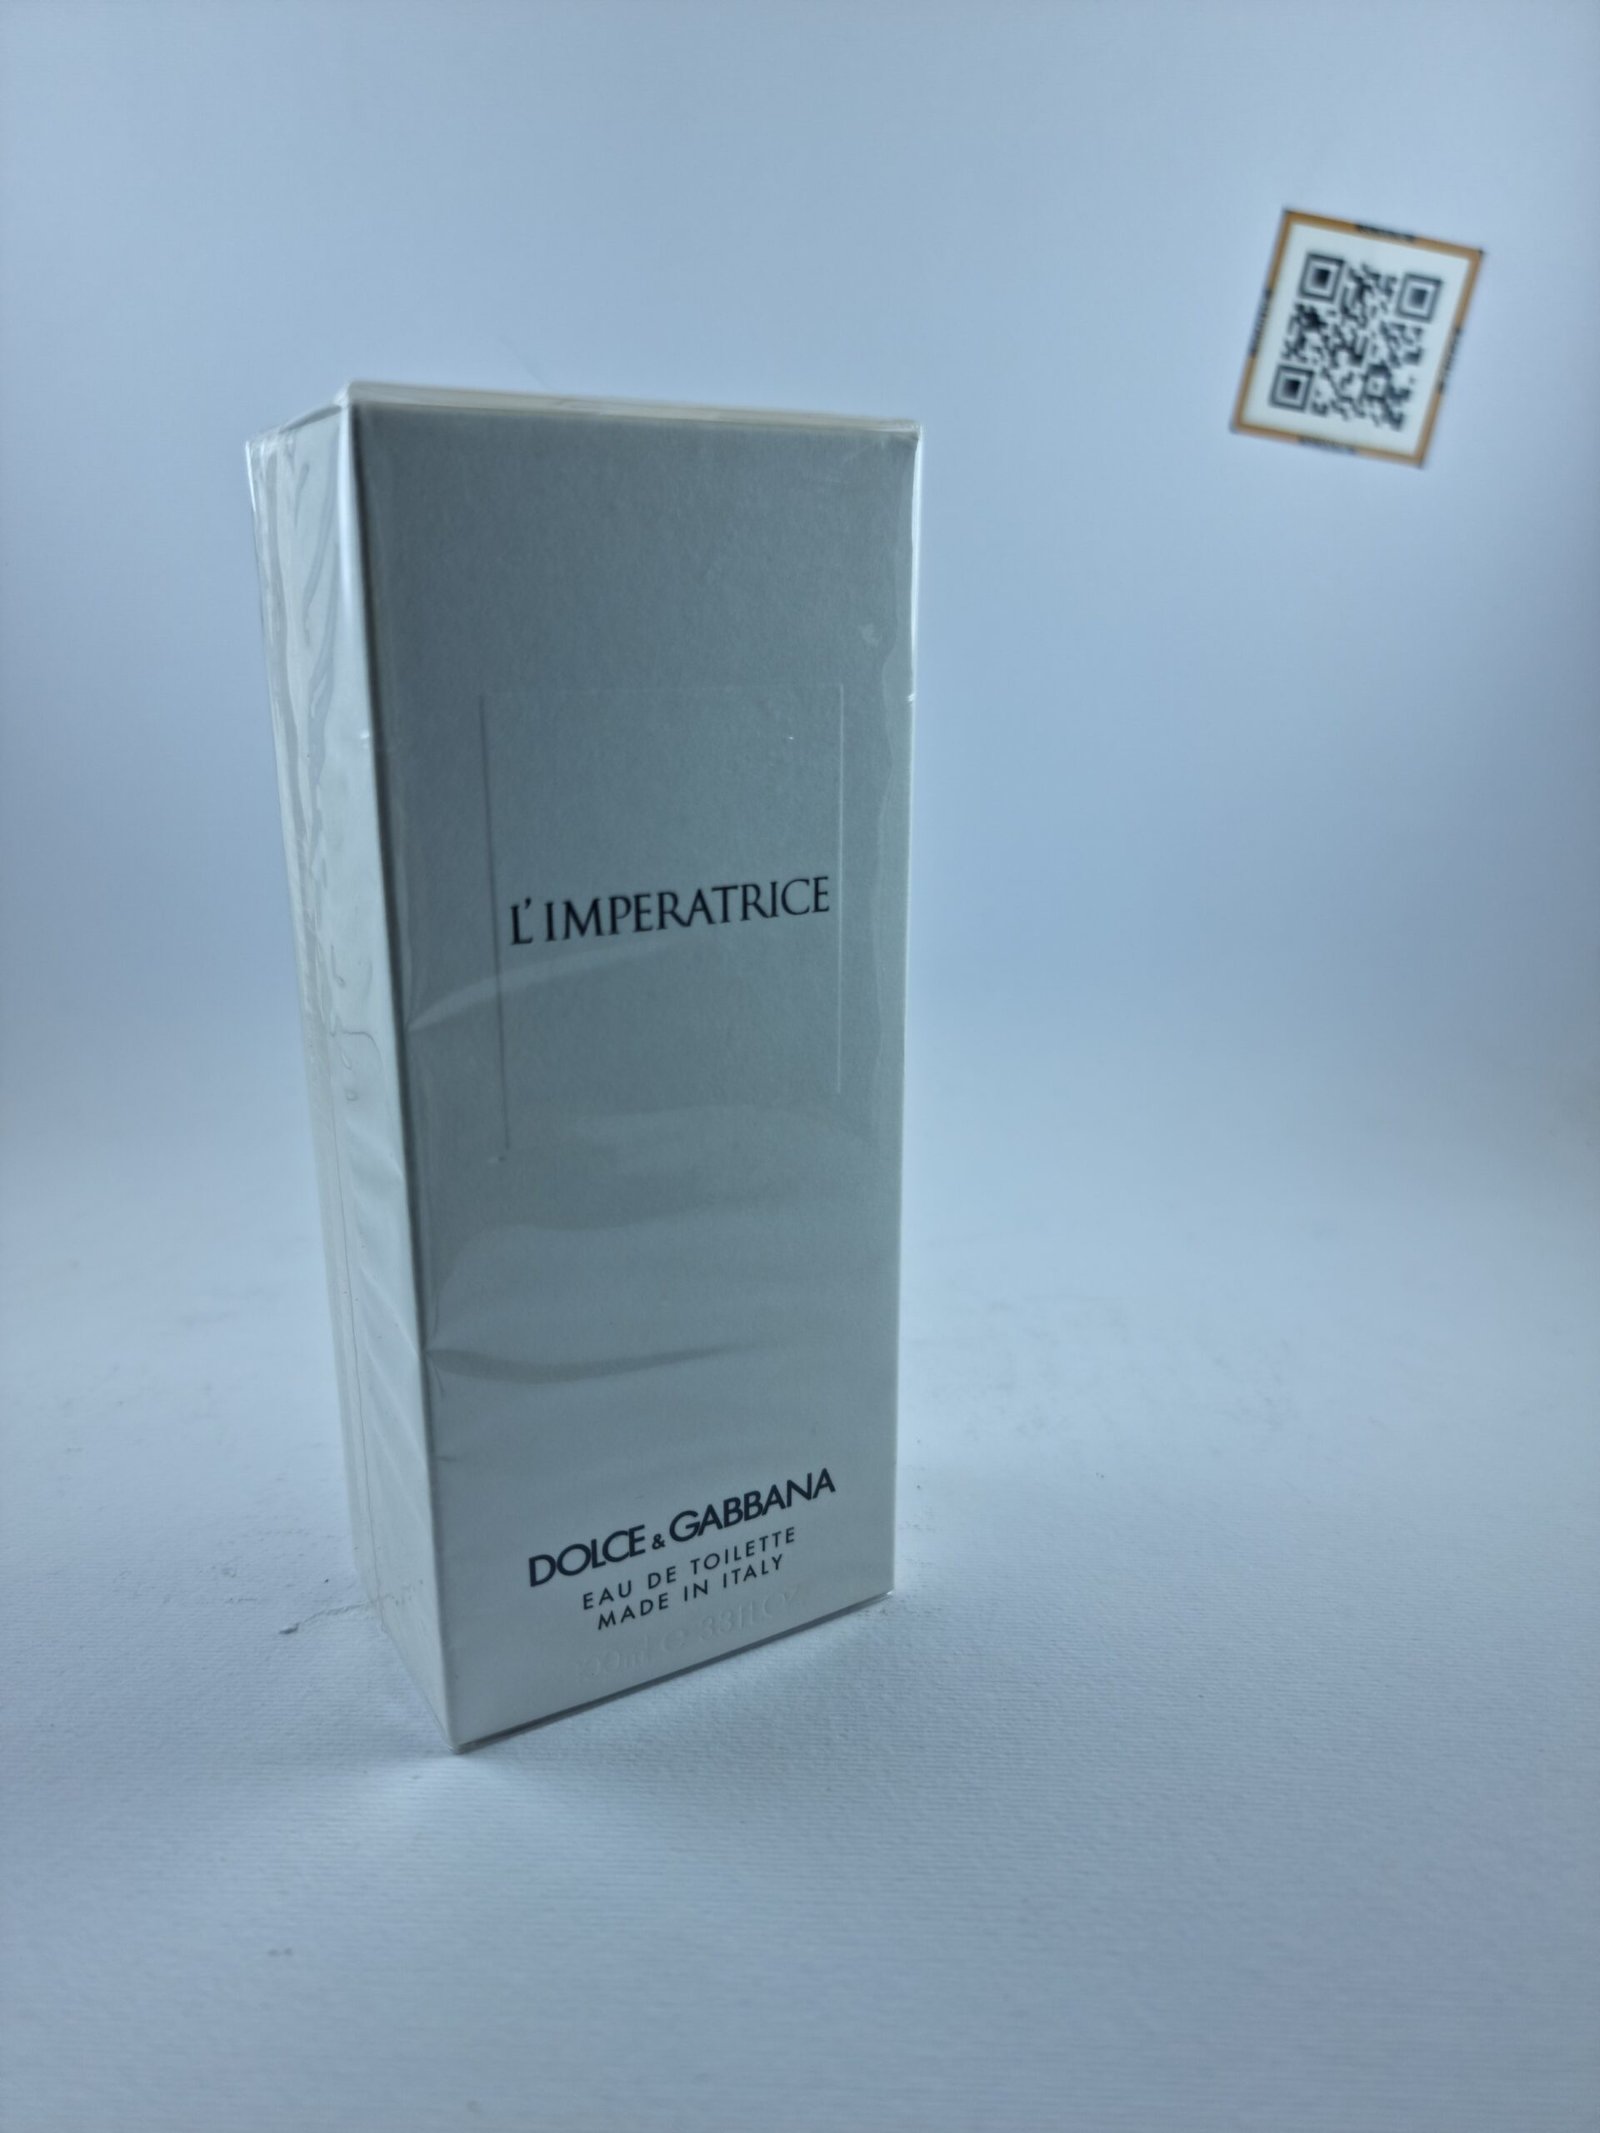 L'IMPERATRICE
DOLCE & GABBANA
EAU DE TOILETTE
MADE IN ITALY